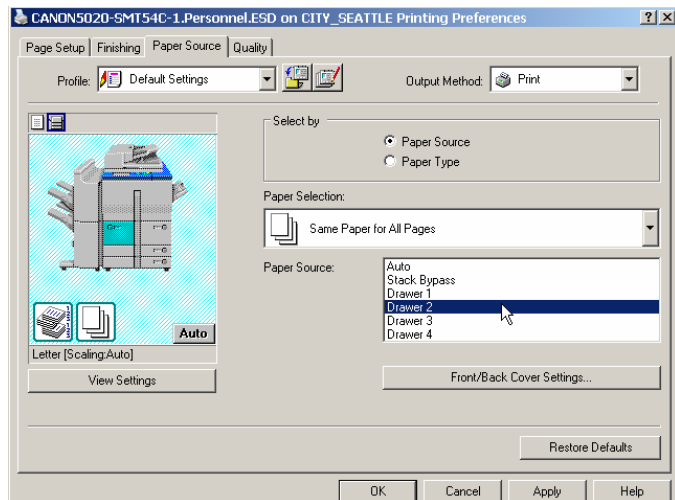 CANON5020-SMT54C-1.Personnel.ESD on CITY_SEATTLE Printing Preferences
Page Setup Finishing Paper Source Quality
Profile: Default Settings Output Method: Print
Select by
Paper Source
Paper Type
Paper Selection:
Same Paper for All Pages
Paper Source:
Auto
Stack Bypass
Drawer 1
Drawer 2
Drawer 3
Drawer 4
Auto
Letter [Scaling:Auto]
View Settings
Front/Back Cover Settings...
Restore Defaults
OK Cancel Apply Help